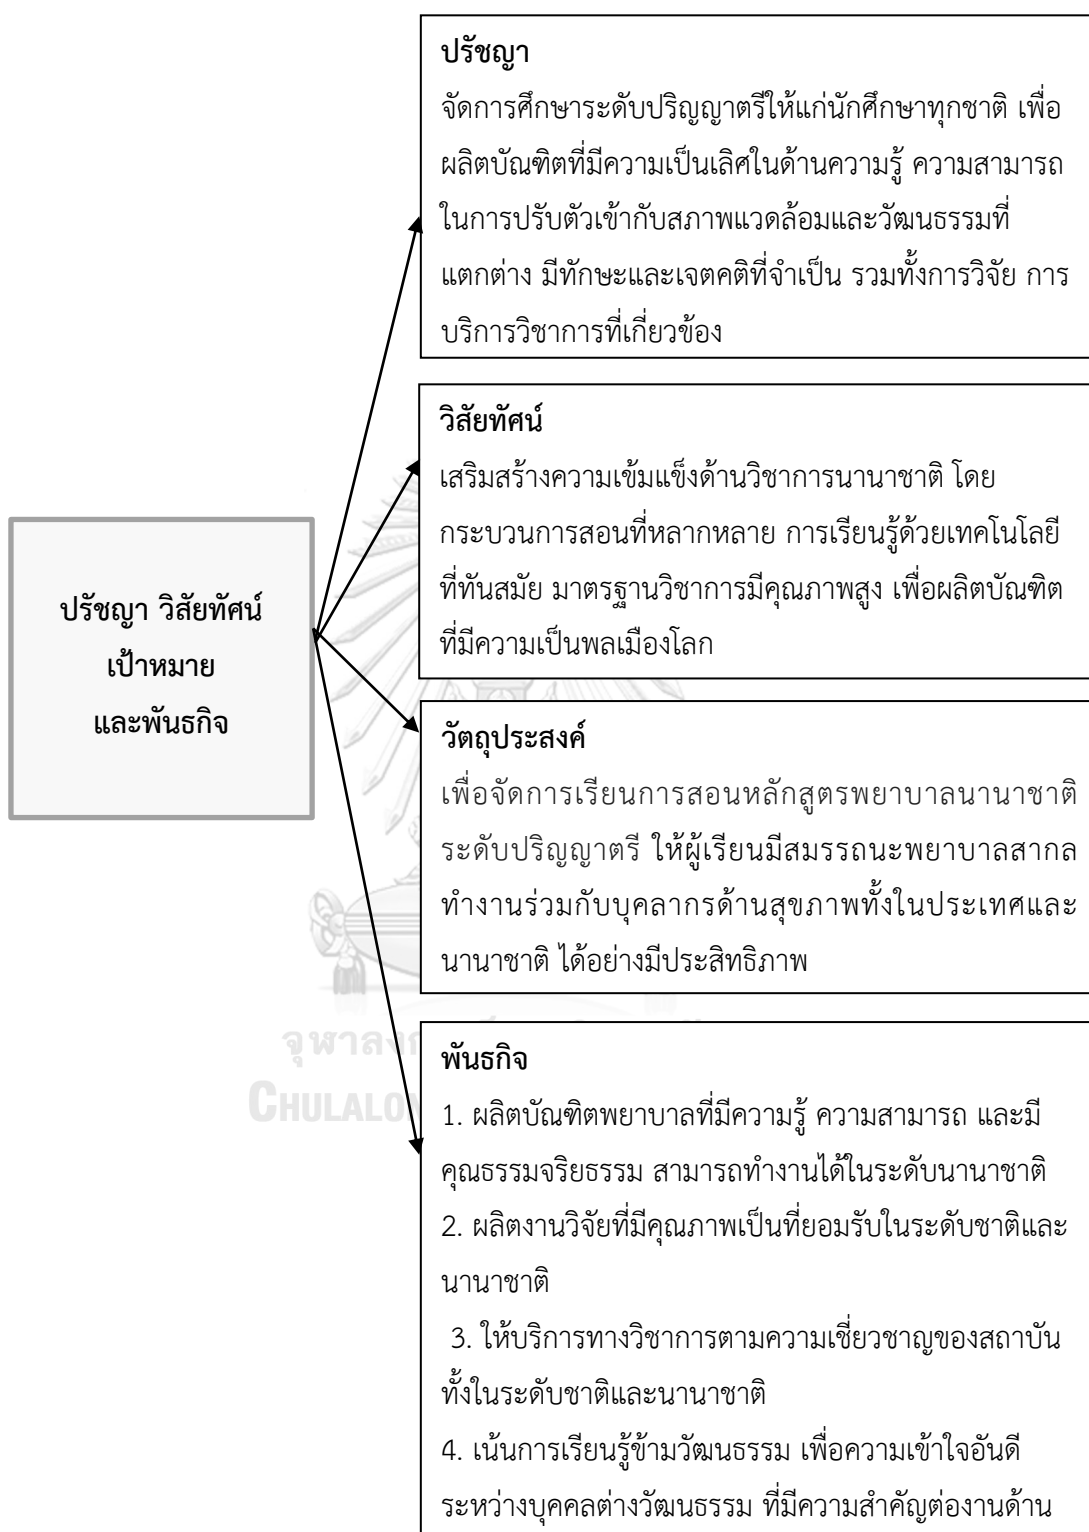 ปรัชญา
จัดการศึกษาระดับปริญญาตรีให้แก่นักศึกษาทุกชาติ เพื่อ
ผลิตบัณฑิตที่มีความเป็นเลิศในด้านความรู้ ความสามารถ
ในการปรับตัวเข้ากับสภาพแวดล้อมและวัฒนธรรมที่
แตกต่าง มีทักษะและเจตคติที่จำเป็น รวมทั้งการวิจัย การ
บริการวิชาการที่เกี่ยวข้อง
วิสัยทัศน์
เสริมสร้างความเข้มแข็งด้านวิชาการนานาชาติ โดย
กระบวนการสอนที่หลากหลาย การเรียนรู้ด้วยเทคโนโลยี
ที่ทันสมัย มาตรฐานวิชาการมีคุณภาพสูง เพื่อผลิตบัณฑิต
ที่มีความเป็นพลเมืองโลก
ปรัชญา วิสัยทัศน์
เป้าหมาย
และพันธกิจ
วัตถุประสงค์
เพื่อจัดการเรียนการสอนหลักสูตรพยาบาลนานาชาติ
ระดับปริญญาตรี ให้ผู้เรียนมีสมรรถนะพยาบาลสากล
ทำงานร่วมกับบุคลากรด้านสุขภาพทั้งในประเทศและ
นานาชาติ ได้อย่างมีประสิทธิภาพ
จุฬาลง
CHULALO
พันธกิจ
1. ผลิตบัณฑิตพยาบาลที่มีความรู้ ความสามารถ และมี
คุณธรรมจริยธรรม สามารถทำงานได้ในระดับนานาชาติ
2. ผลิตงานวิจัยที่มีคุณภาพเป็นที่ยอมรับในระดับชาติและ
นานาชาติ
3. ให้บริการทางวิชาการตามความเชี่ยวชาญของสถาบัน
ทั้งในระดับชาติและนานาชาติ
4. เน้นการเรียนรู้ข้ามวัฒนธรรม เพื่อความเข้าใจอันดี
ระหว่างบุคคลต่างวัฒนธรรม ที่มีความสำคัญต่องานด้าน